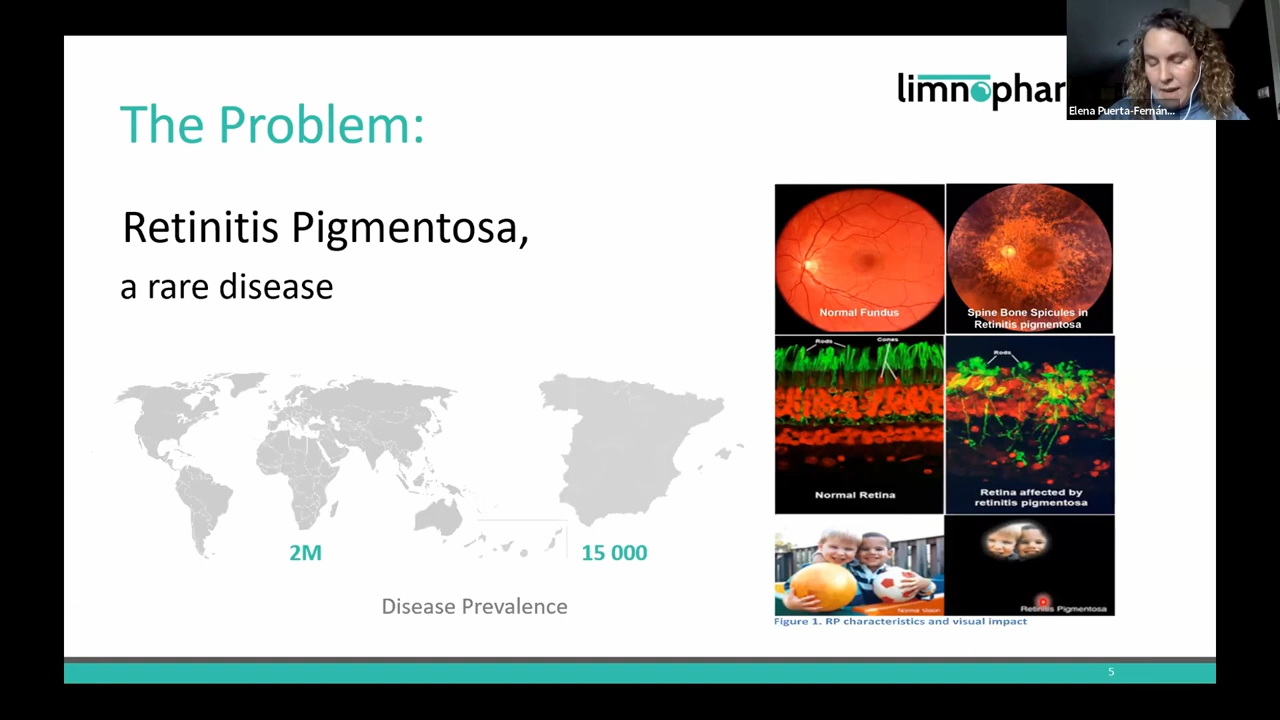 limnophar
Elena Puerta-Fernán...
The Problem:
Retinitis Pigmentosa,
a rare disease
2M
15 000
Disease Prevalence
Normal Fundus
Spine Bone Spicules in
Retinitis pigmentosa
Rods
Cones
Rods
Normal Retina
Retina affected by
retinitis pigmentosa
Normal Vision
Retinitis Pigmentosa
Figure 1. RP characteristics and visual impact
5